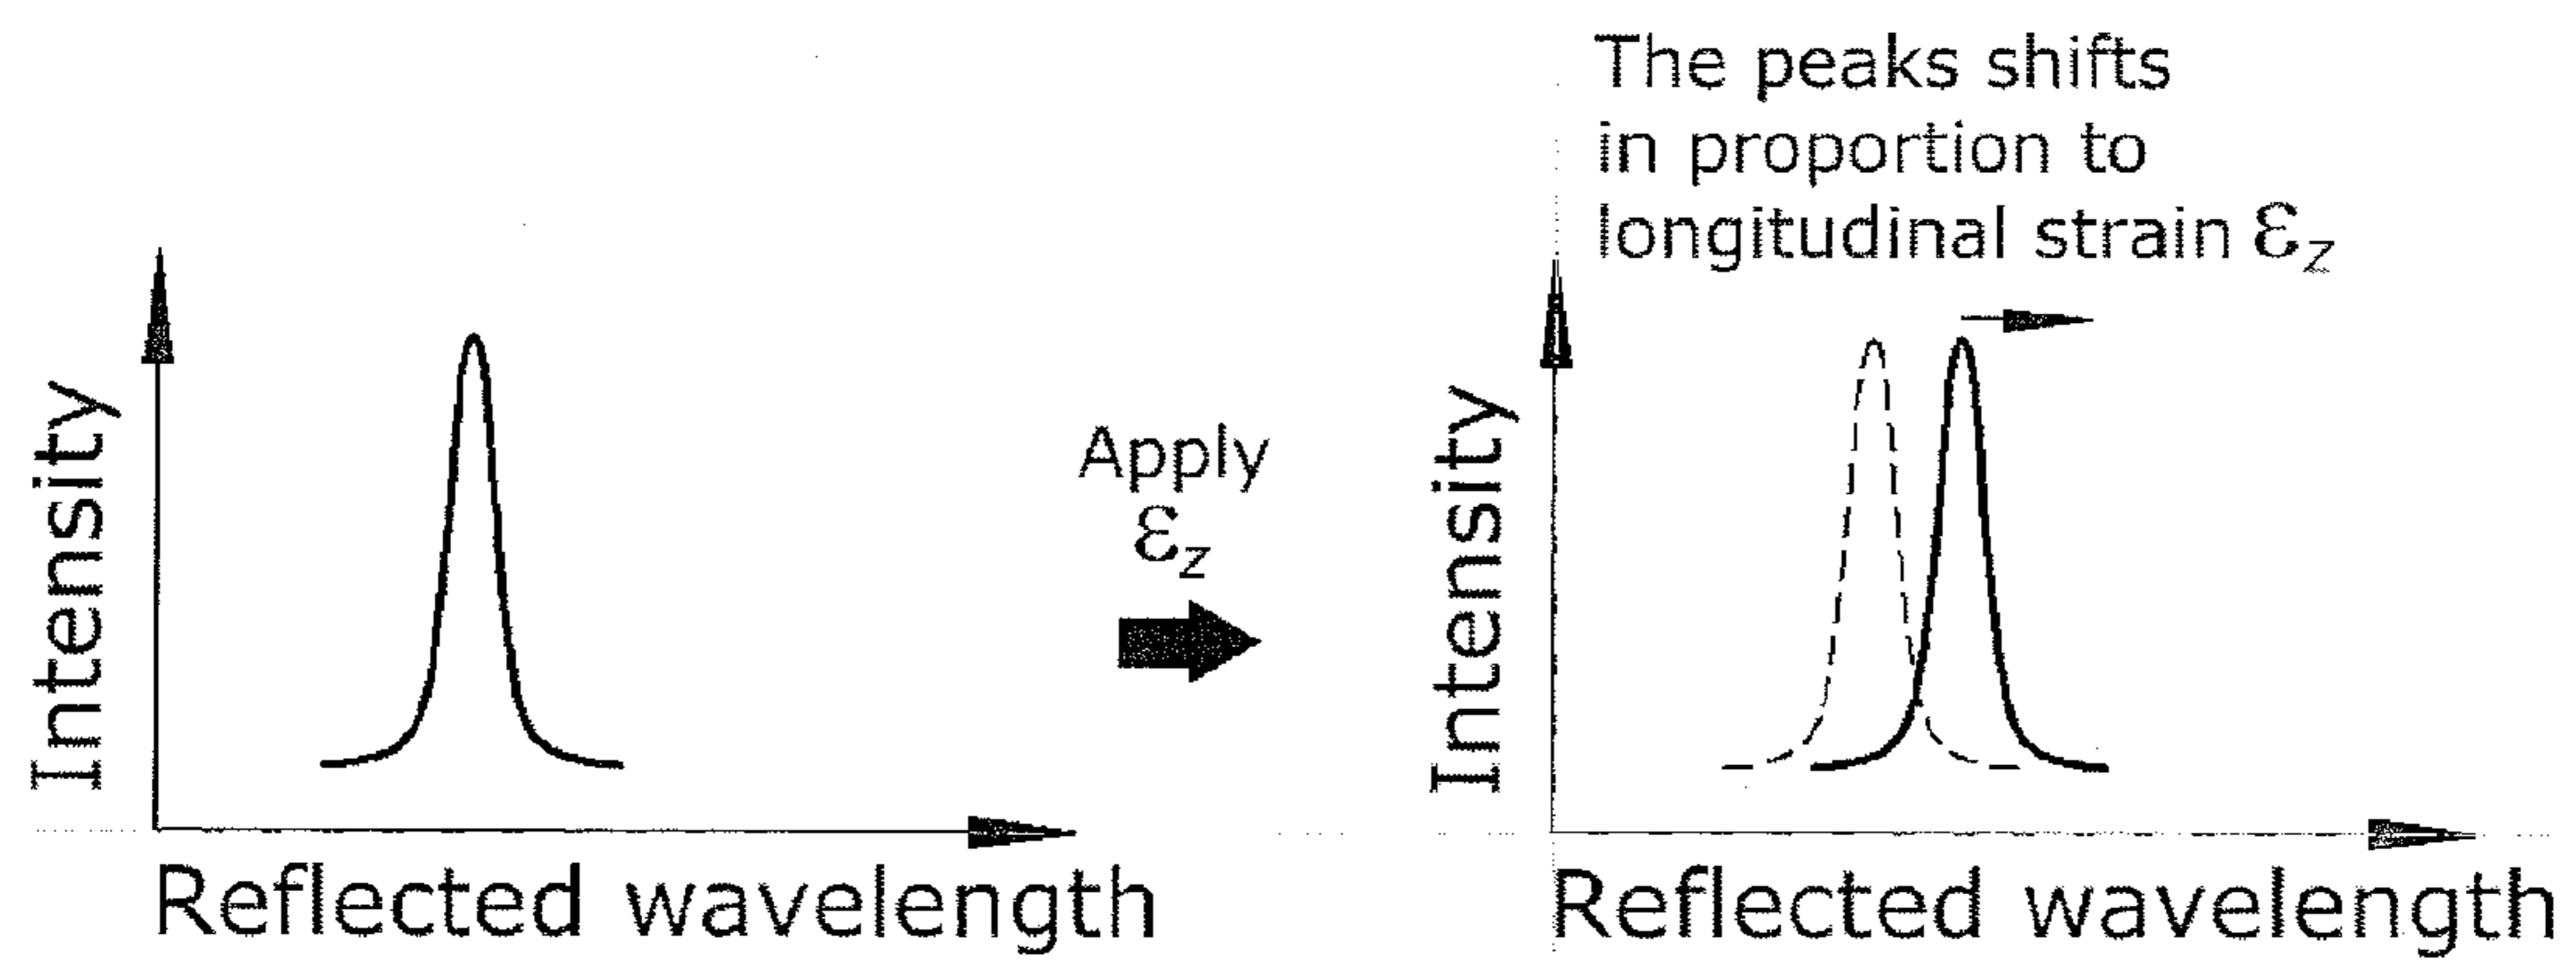 Intensity
Reflected wavelength
Apply
εz
The peaks shifts
in proportion to
longitudinal strain εz
Intensity
Reflected wavelength